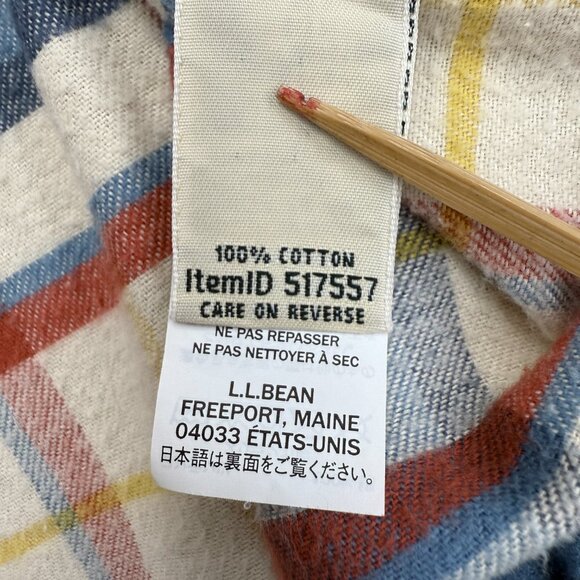 100% COTTON
ItemID 517557
CARE ON REVERSE
NE PAS REPASSER
NE PAS NETTOYER À SEC
L.L.BEAN
FREEPORT, MAINE
04033 ÉTATS-UNIS
日本語は裏面をご覧ください。